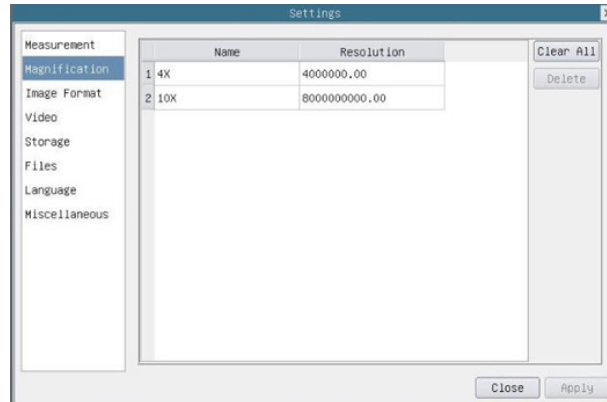 Settings
Measurement
Magnification
Image Format
Video
Storage
Files
Language
Miscellaneous
Name Resolution
1 4X 4000000.00
2 10X 8000000000.00
Clear All
Delete
Close Apply